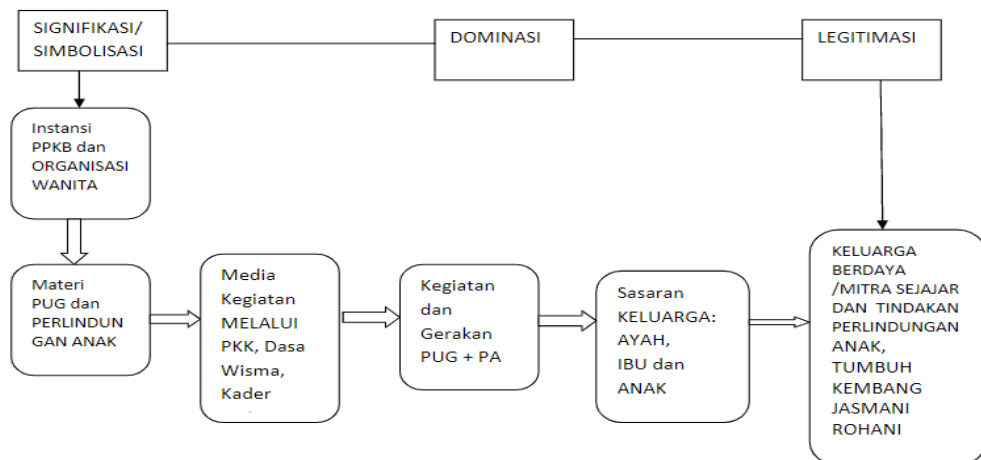 SIGNIFIKASI/
SIMBOLISASI
DOMINASI
LEGITIMASI
Instansi
PPKB dan
ORGANISASI
WANITA
Materi
PUG dan
PERLINDUN
GAN ANAK
Media
Kegiatan
MELALUI
PKK, Dasa
Wisma,
Kader
Kegiatan
dan
Gerakan
PUG + PA
Sasaran
KELUARGA:
AYAH,
IBU dan
ANAK
KELUARGA
BERDAYA
/MITRA SEJAJAR
DAN TINDAKAN
PERLINDUNGAN
ANAK,
TUMBUH
KEMBANG
JASMANI
ROHANI